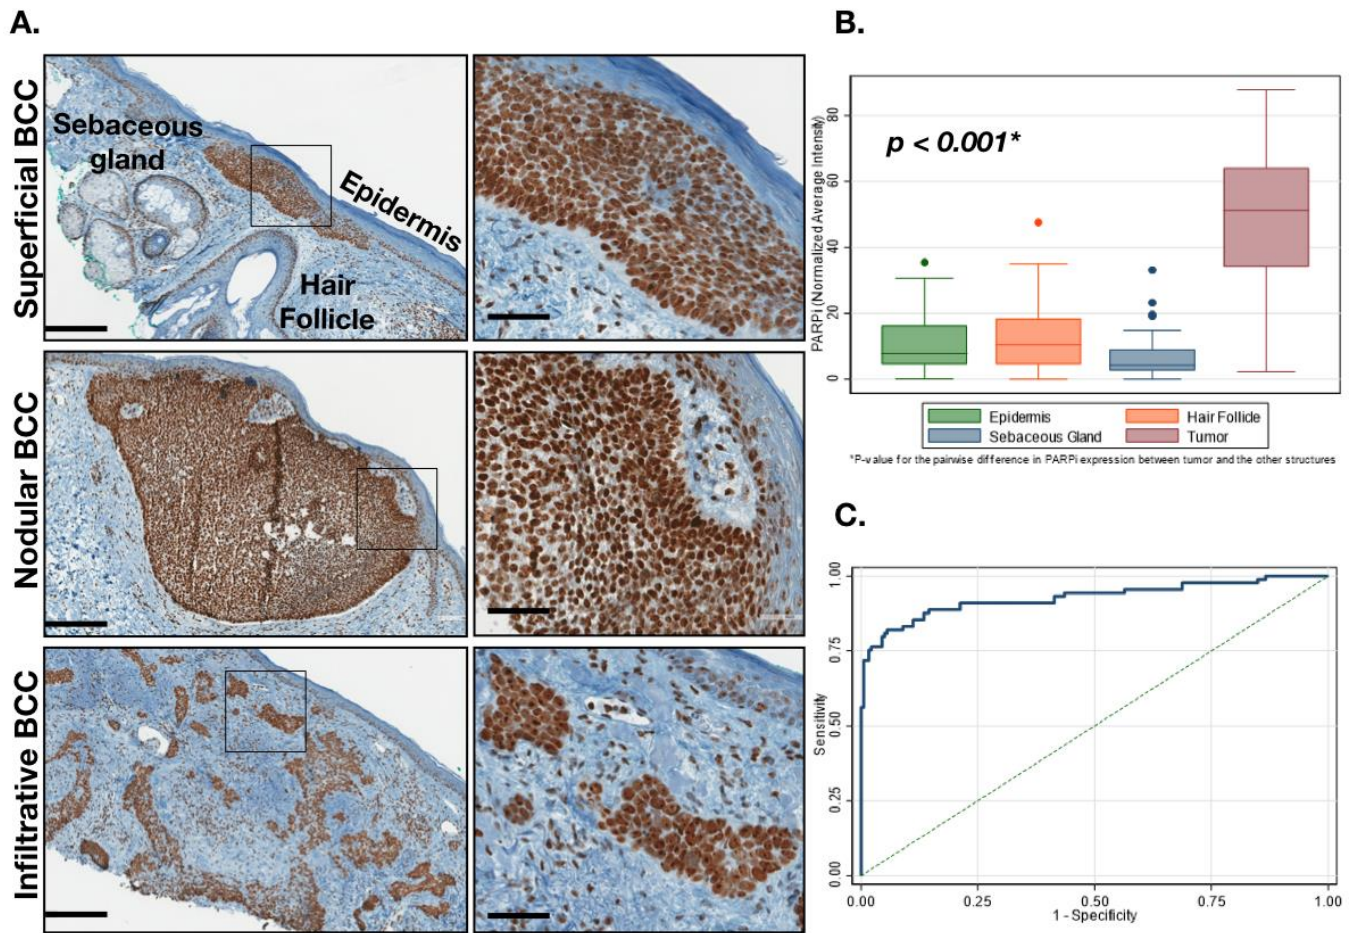 A.
Superficial BCC
Sebaceous
gland
Epidermis
Hair
Follicle
Nodular BCC
Infiltrative BCC
B.
PARPi (Normalized Average Intensity)
80
60
40
20
0
p < 0.001*
Epidermis
Hair Follicle
Sebaceous Gland
Tumor
*P-value for the pairwise difference in PARPi expression between tumor and the other structures
C.
Sensitivity
1.00
0.75
0.50
0.25
0.00
0.00 0.25 0.50 0.75 1.00
1 - Specificity